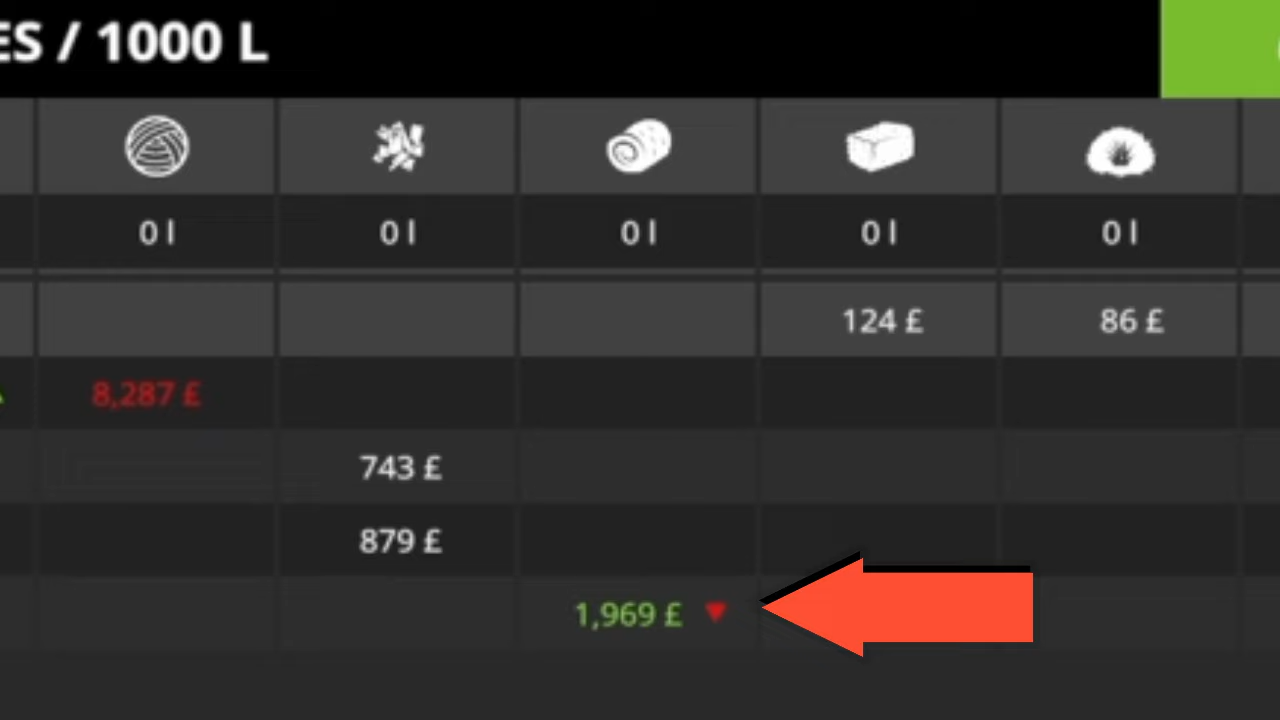 ES / 1000 L
0 l 0 l 0 l 0 l 0 l
124 £ 86 £
8,287 £
743 £
879 £
1,969 £